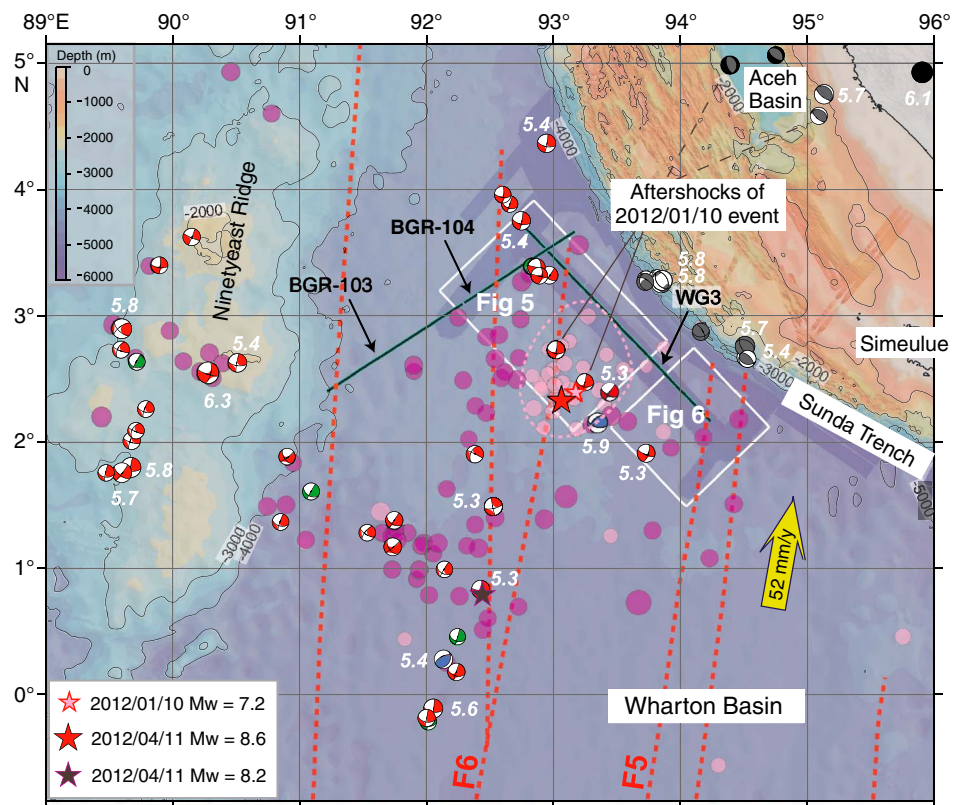 89°E 90° 91° 92° 93° 94° 95° 96°
5°
N
4°
3°
2°
1°
0°
Depth (m)
0
-1000
-2000
-3000
-4000
-5000
-6000
Aceh
Basin
5.7
6.1
5.4
-4000
-2000
Aftershocks of
2012/01/10 event
Ninetyeast Ridge
-2000
BGR-104
5.4
BGR-103
5.8
5.8
WG3
Fig 5
5.8
5.7
5.4
Simeulue
5.4
-2000
-3000
6.3
5.3
Fig 6
5.9
5.3
Sunda Trench
5.8
5.7
5.3
-5000
-3000
-4000
52 mm/y
5.3
5.4
5.6
Wharton Basin
F6
F5
2012/01/10 Mw = 7.2
2012/04/11 Mw = 8.6
2012/04/11 Mw = 8.2